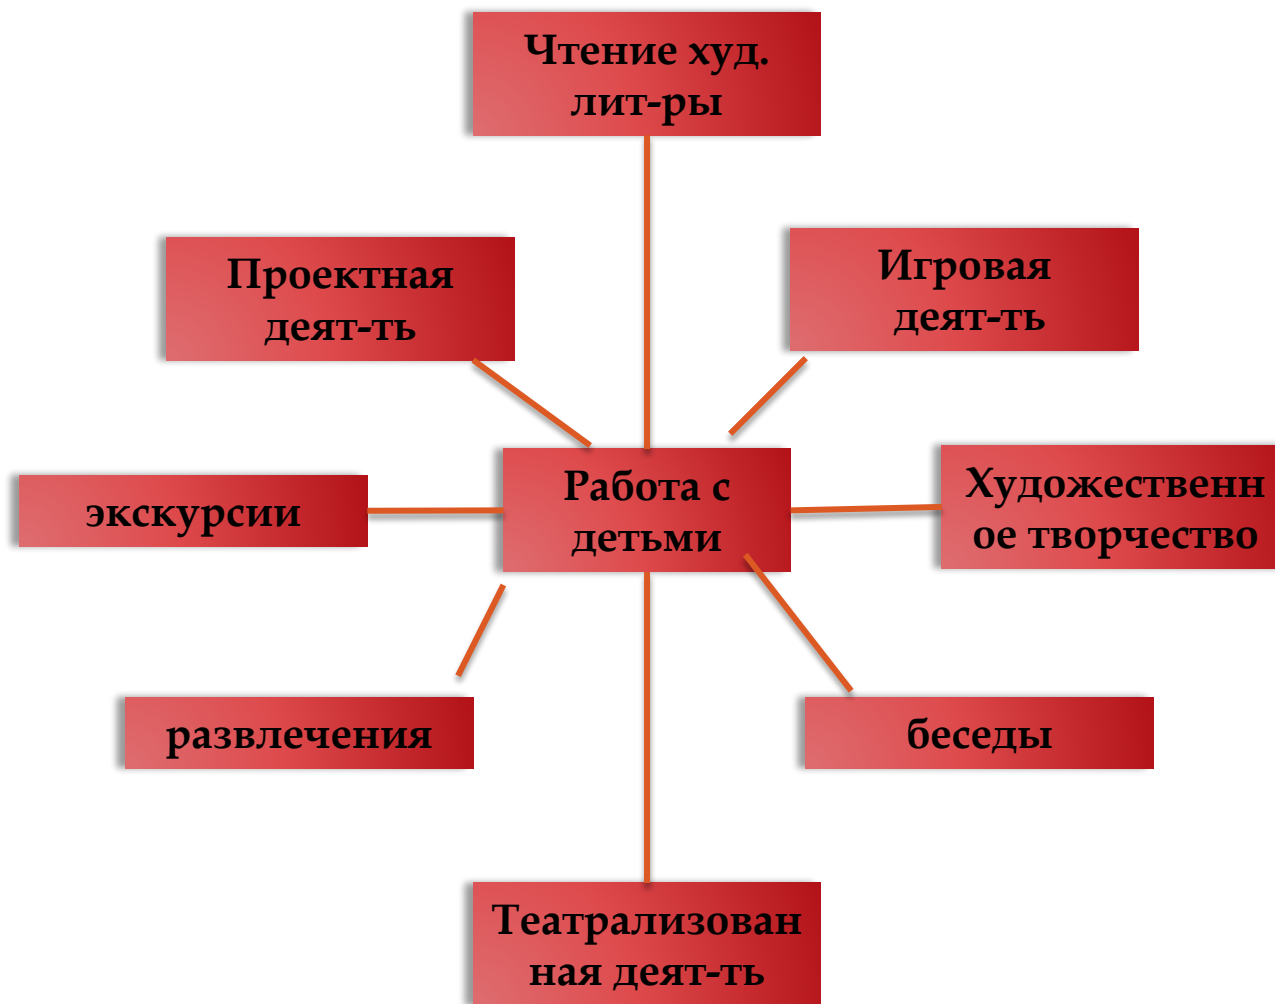 Чтение худ.
лит-ры
Проектная
деят-ть
Игровая
деят-ть
экскурсии
Работа с
детьми
Художественн
ое творчество
развлечения
беседы
Театрализован
ная деят-ть